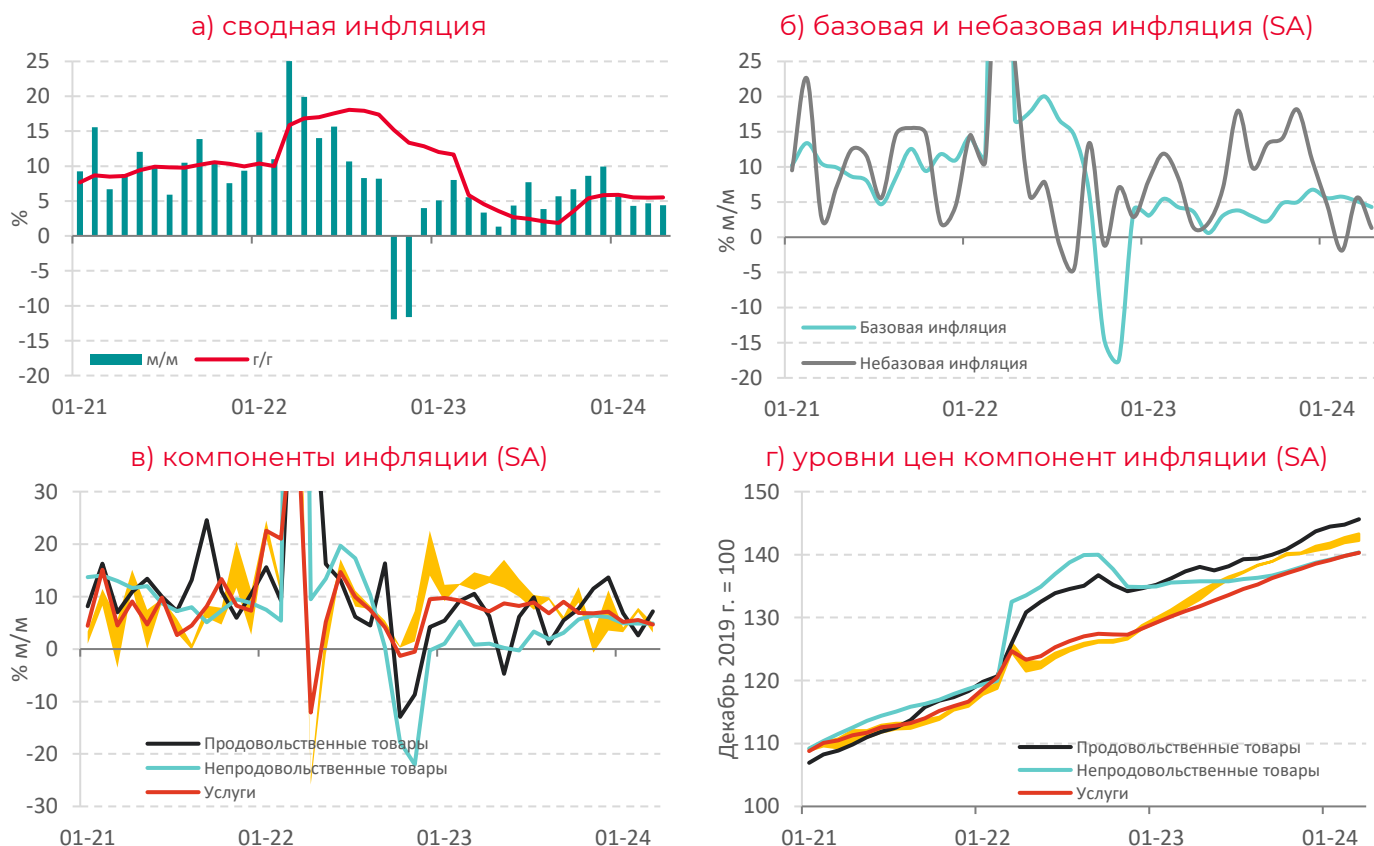 а) сводная инфляция
25
20
15
10
5
0
-5
-10
-15
-20
%
м/м
г/г
01-21
01-22
01-23
01-24
б) базовая и небазовая инфляция (SA)
25
20
15
10
5
0
-5
-10
-15
-20
% м/м
Базовая инфляция
Небазовая инфляция
01-21
01-22
01-23
01-24
в) компоненты инфляции (SA)
30
20
10
0
-10
-20
-30
% м/м
Продовольственные товары
Непродовольственные товары
Услуги
01-21
01-22
01-23
01-24
г) уровни цен компонент инфляции (SA)
150
140
130
120
110
100
Декабрь 2019 г. = 100
Продовольственные товары
Непродовольственные товары
Услуги
01-21
01-22
01-23
01-24